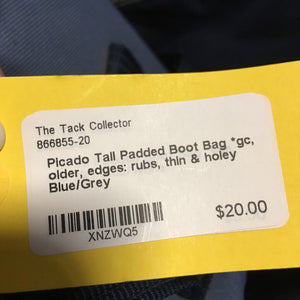 The Tack Collector
866855-20
Picado Tall Padded Boot Bag *gc,
older, edges: rubs, thin & holey
Blue/Grey
$20.00
XNZWQ5